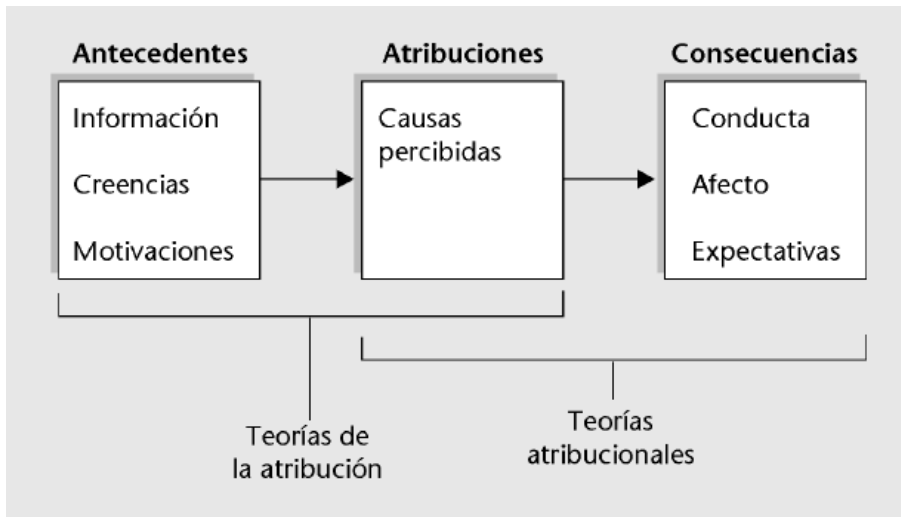 Antecedentes
Información
Creencias
Motivaciones
Atribuciones
Causas
percibidas
Consecuencias
Conducta
Afecto
Expectativas
Teorías de
la atribución
Teorías
atribucionales